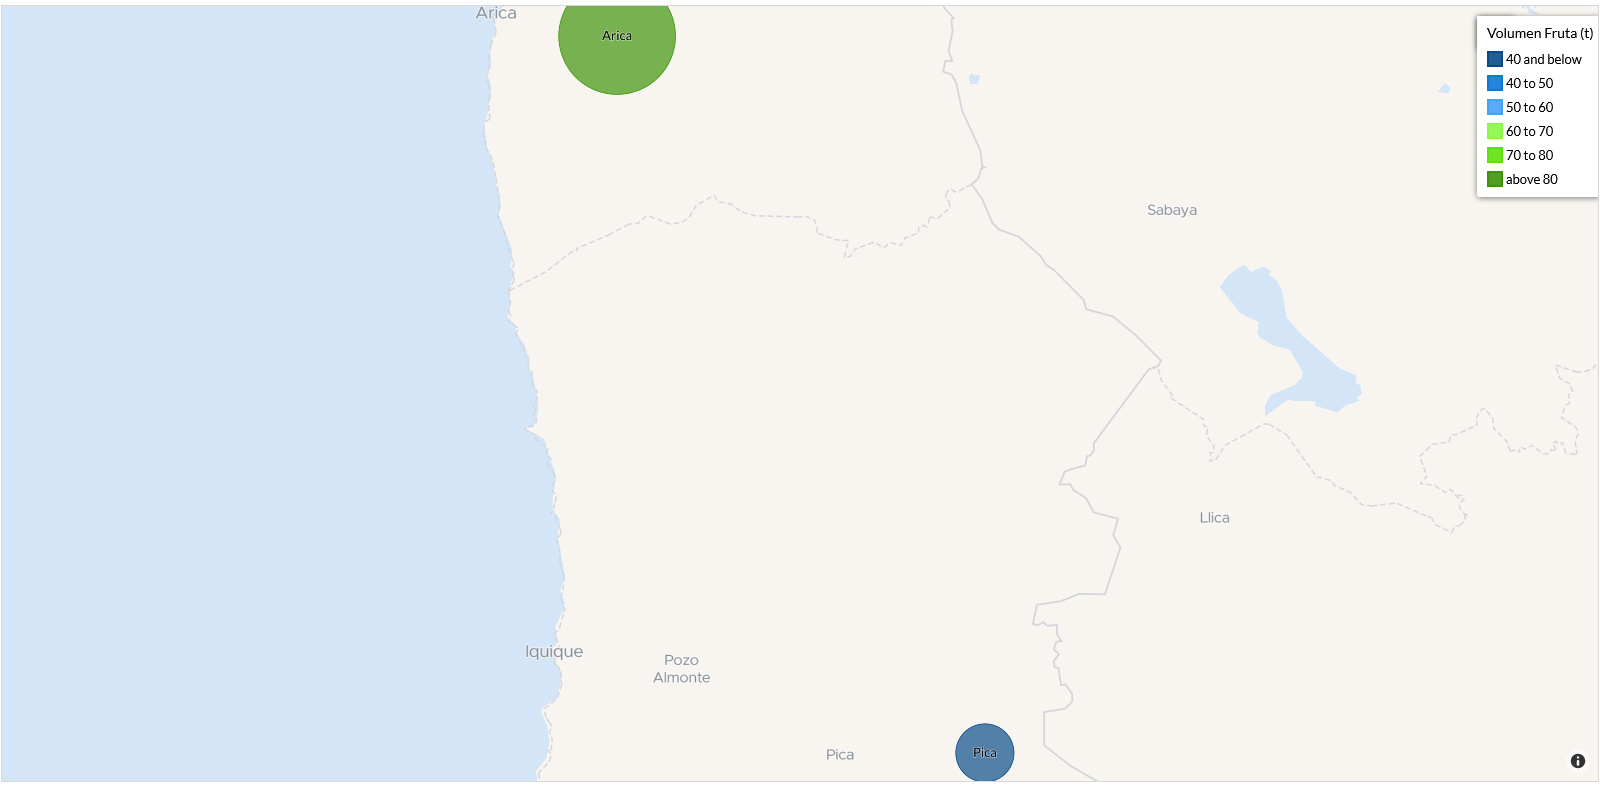 Arica
Arica
Volumen Fruta (t)
40 and below
40 to 50
50 to 60
60 to 70
70 to 80
above 80
Sabaya
Llica
Iquique
Pozo
Almonte
Pica
Pica